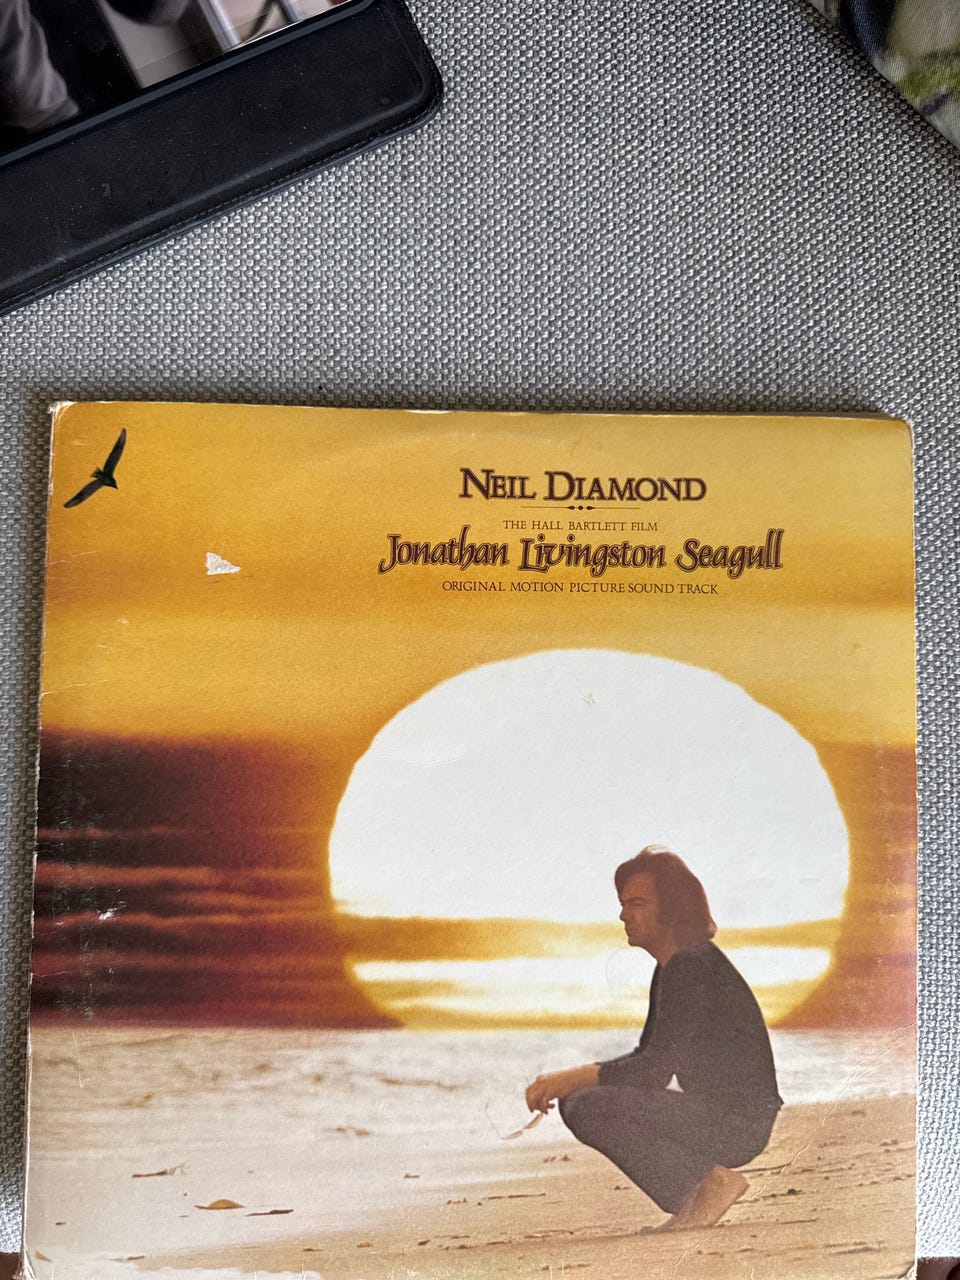 NEIL DIAMOND
THE HALL BARTLETT FILM
Jonathan Livingston Seagull
ORIGINAL MOTION PICTURE SOUND TRACK